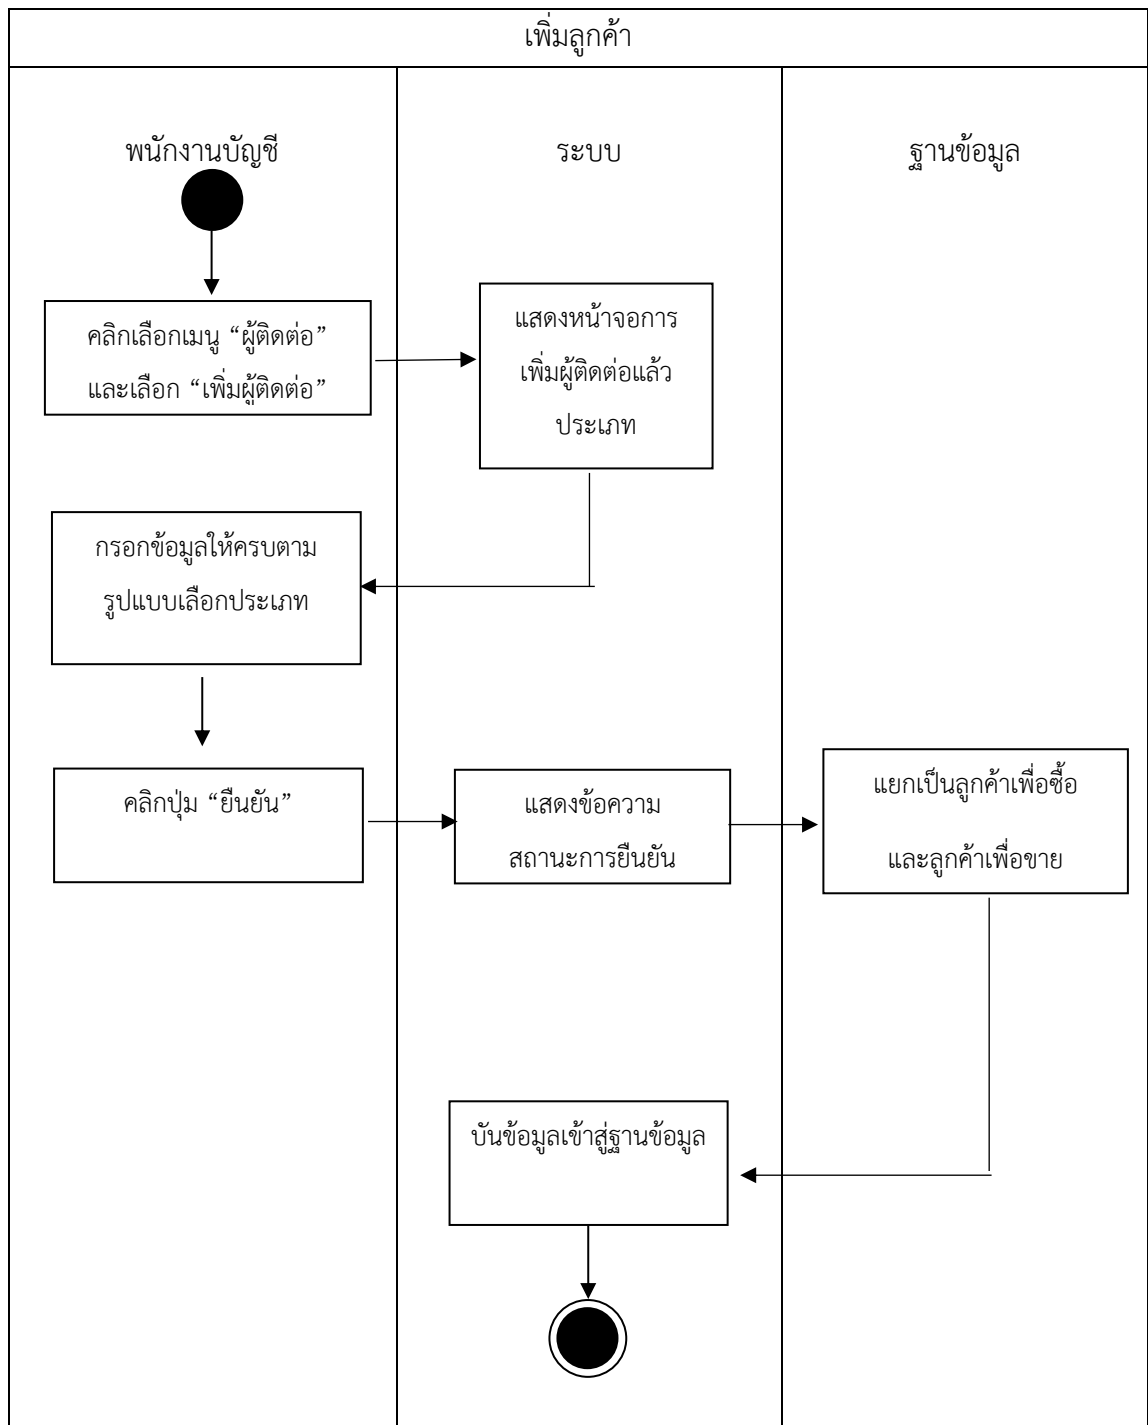 เพิ่มลูกค้า
พนักงานบัญชี
ระบบ
ฐานข้อมูล
คลิกเลือกเมนู “ผู้ติดต่อ”
และเลือก “เพิ่มผู้ติดต่อ”
แสดงหน้าจอการ
เพิ่มผู้ติดต่อแล้ว
ประเภท
กรอกข้อมูลให้ครบตาม
รูปแบบเลือกประเภท
คลิกปุ่ม “ยืนยัน”
แสดงข้อความ
สถานะการยืนยัน
แยกเป็นลูกค้าเพื่อซื้อ
และลูกค้าเพื่อขาย
บันข้อมูลเข้าสู่ฐานข้อมูล